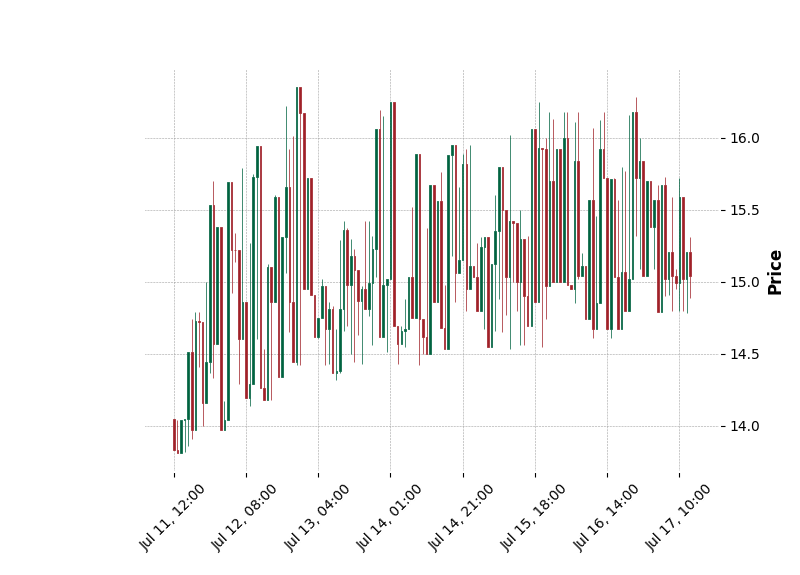 16.0
15.5
15.0
14.5
14.0
Price
Jul 11, 12:00
Jul 12, 08:00
Jul 13, 04:00
Jul 14, 01:00
Jul 14, 21:00
Jul 15, 18:00
Jul 16, 14:00
Jul 17, 10:00